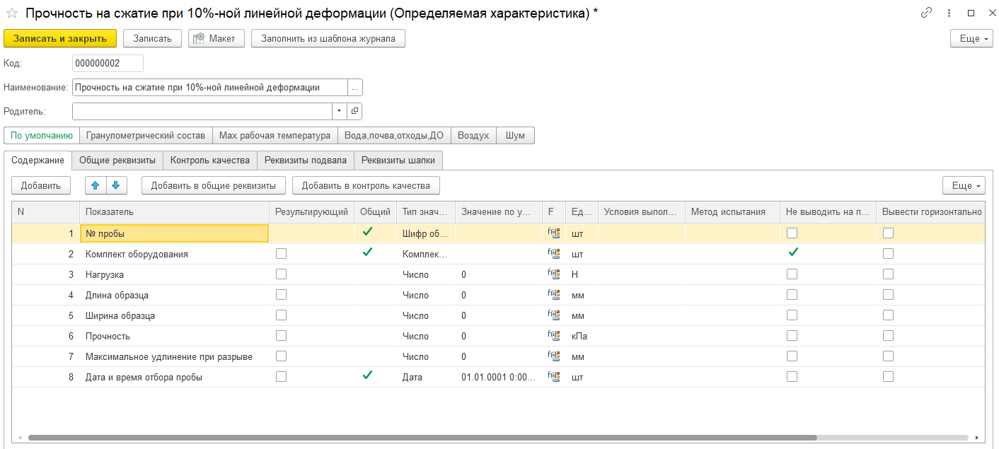 Прочность на сжатие при 10%-ной линейной деформации (Определяемая характеристика) *
Записать и закрыть Записать Макет Заполнить из шаблона журнала Еще
Код: 000000002
Наименование: Прочность на сжатие при 10%-ной линейной деформации ...
Родитель:
По умолчанию Гранулометрический состав Мах рабочая температура Вода,почва,отходы,ДО Воздух Шум
Содержание Общие реквизиты Контроль качества Реквизиты подвала Реквизиты шапки
Добавить Добавить в общие реквизиты Добавить в контроль качества Еще
N Показатель Результирующий Общий Тип знач... Значение по у... F Ед... Условия выпол... Метод испытания Не выводить на п... Вывести горизонтально
1 № пробы Шифр об... шт
2 Комплект оборудования Комплек... шт
3 Нагрузка Число 0 Н
4 Длина образца Число 0 мм
5 Ширина образца Число 0 мм
6 Прочность Число 0 кПа
7 Максимальное удлинение при разрыве Число 0 мм
8 Дата и время отбора пробы Дата 01.01.0001 0:00... шт